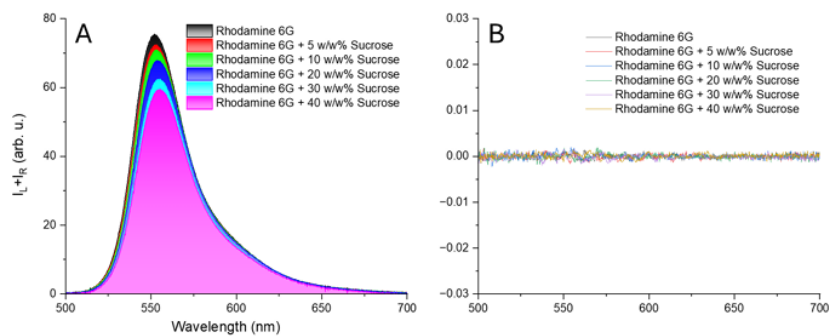 A
Rhodamine 6G
Rhodamine 6G + 5 w/w% Sucrose
Rhodamine 6G + 10 w/w% Sucrose
Rhodamine 6G + 20 w/w% Sucrose
Rhodamine 6G + 30 w/w% Sucrose
Rhodamine 6G + 40 w/w% Sucrose
80
60
40
20
0
I_L+I_R (arb. u.)
500 550 600 650 700
Wavelength (nm)
B
Rhodamine 6G
Rhodamine 6G + 5 w/w% Sucrose
Rhodamine 6G + 10 w/w% Sucrose
Rhodamine 6G + 20 w/w% Sucrose
Rhodamine 6G + 30 w/w% Sucrose
Rhodamine 6G + 40 w/w% Sucrose
0.03
0.02
0.01
0.00
−0.01
−0.02
−0.03
500 550 600 650 700